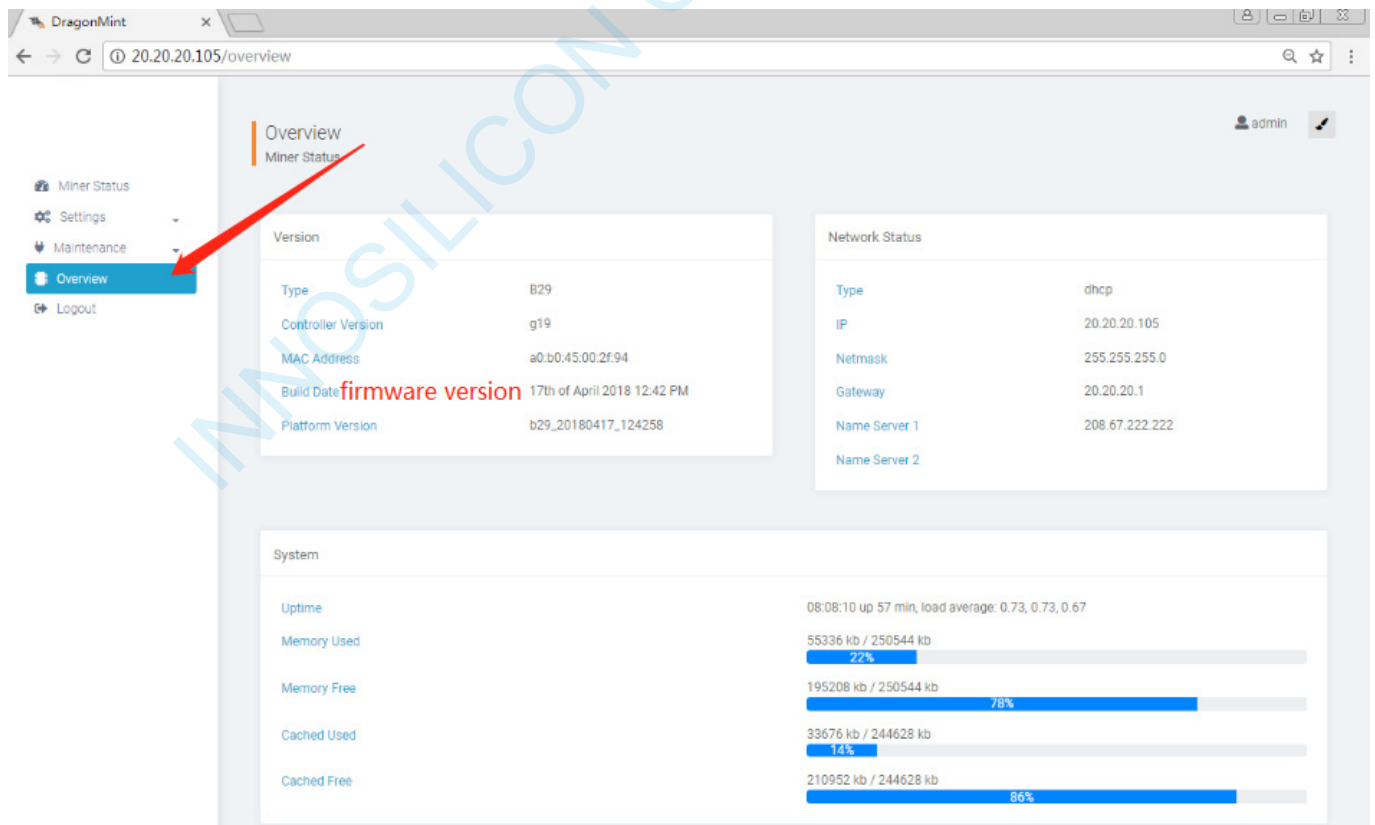 DragonMint
20.20.20.105/overview
Overview
Miner Status
admin
Miner Status
Settings
Maintenance
Overview
Logout
Version
Type B29
Controller Version g19
MAC Address a0:b0:45:00:2f:94
Build Date firmware version 17th of April 2018 12:42 PM
Platform Version b29_20180417_124258
Network Status
Type dhcp
IP 20.20.20.105
Netmask 255.255.255.0
Gateway 20.20.20.1
Name Server 1 208.67.222.222
Name Server 2
System
Uptime 08:08:10 up 57 min, load average: 0.73, 0.73, 0.67
Memory Used 55336 kb / 250544 kb
22%
Memory Free 195208 kb / 250544 kb
78%
Cached Used 33676 kb / 244628 kb
14%
Cached Free 210952 kb / 244628 kb
86%
INNOSILICON